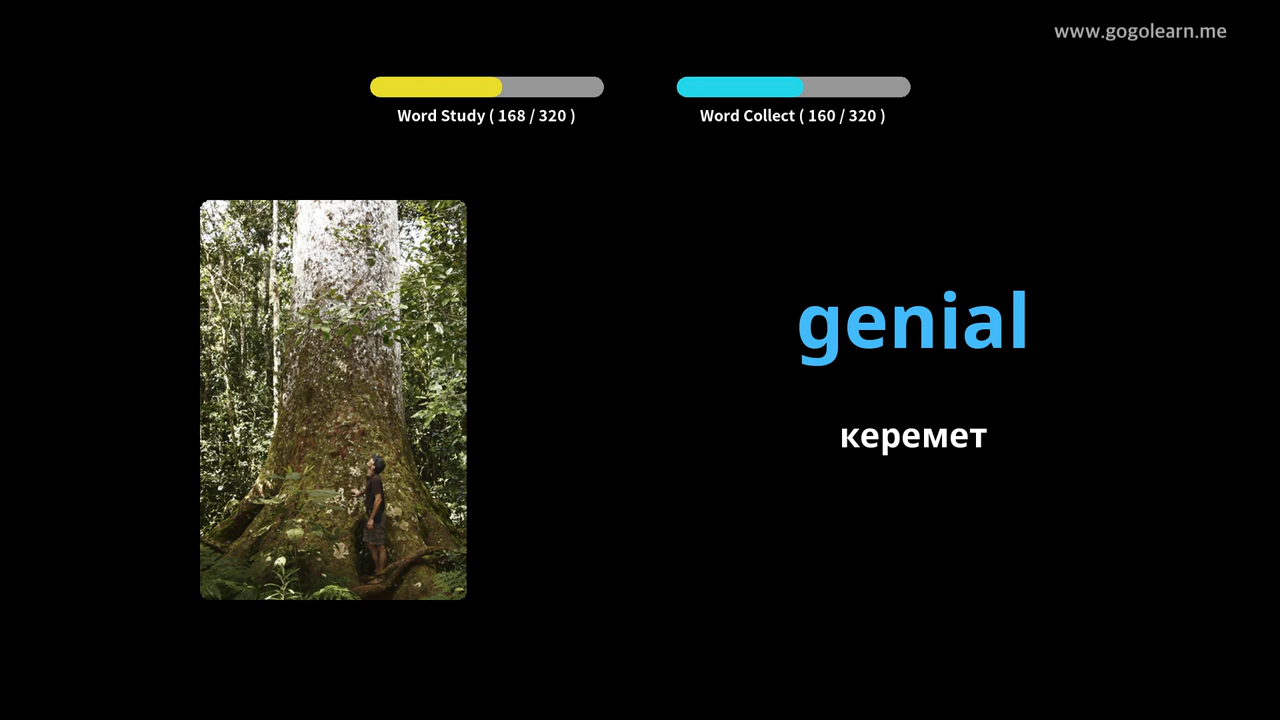 www.gogolearn.me
Word Study ( 168 / 320 )
Word Collect ( 160 / 320 )
genial
керемет